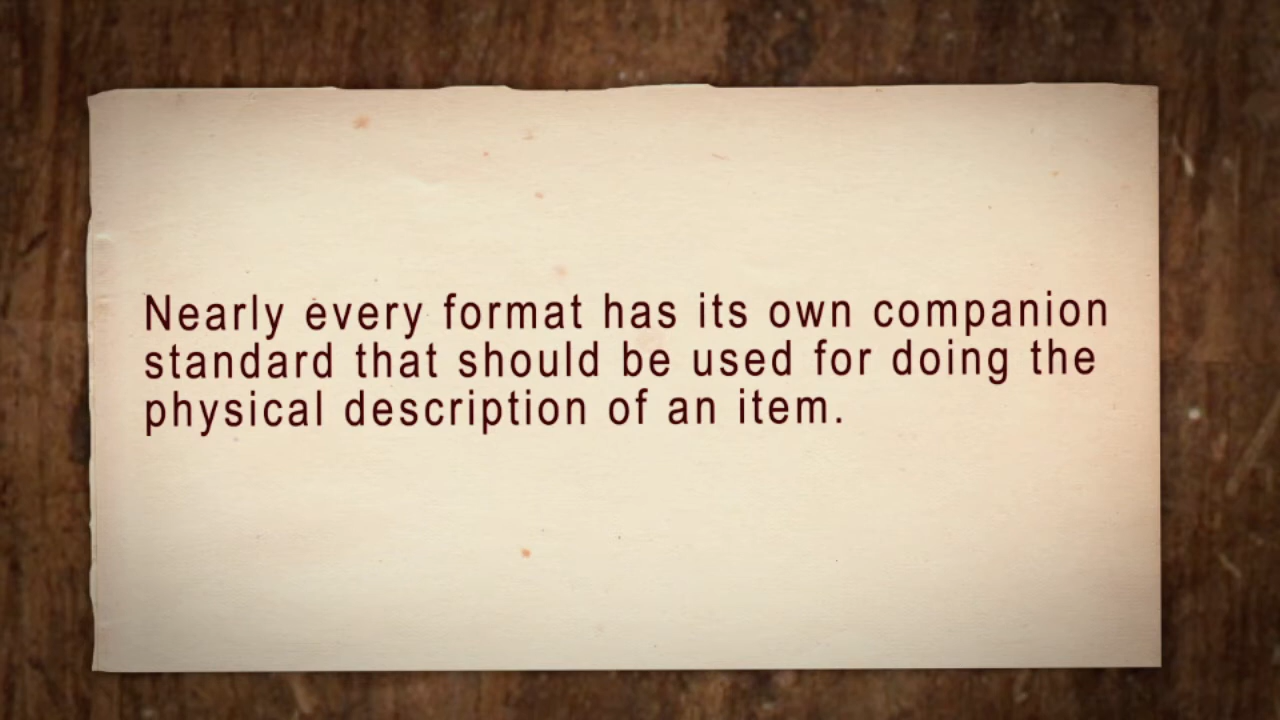 Nearly every format has its own companion
standard that should be used for doing the
physical description of an item.